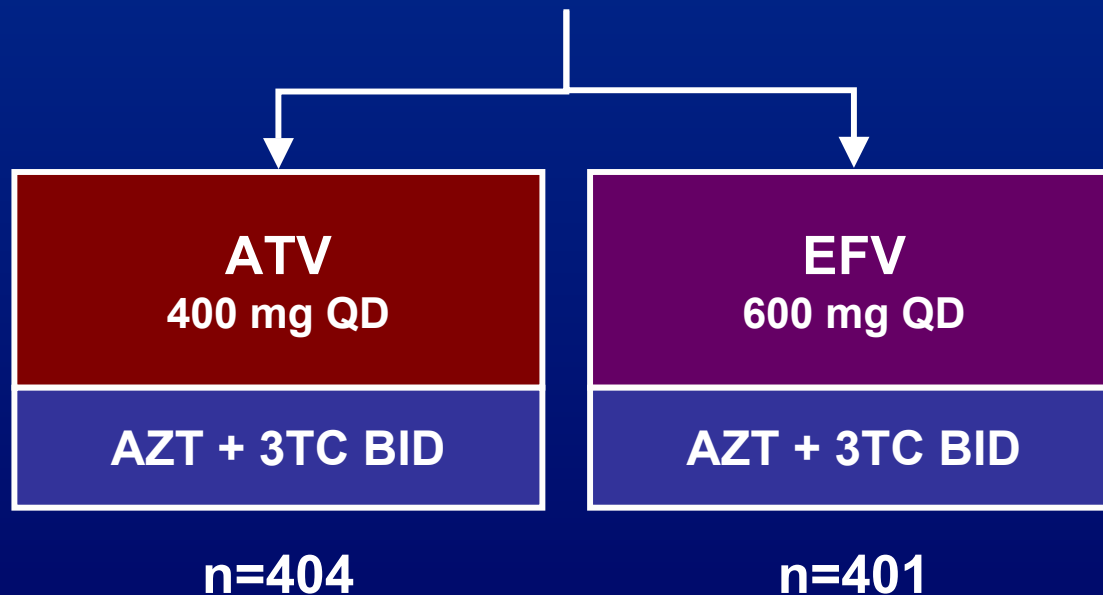 ATV
400 mg QD
AZT + 3TC BID
n=404
EFV
600 mg QD
AZT + 3TC BID
n=401